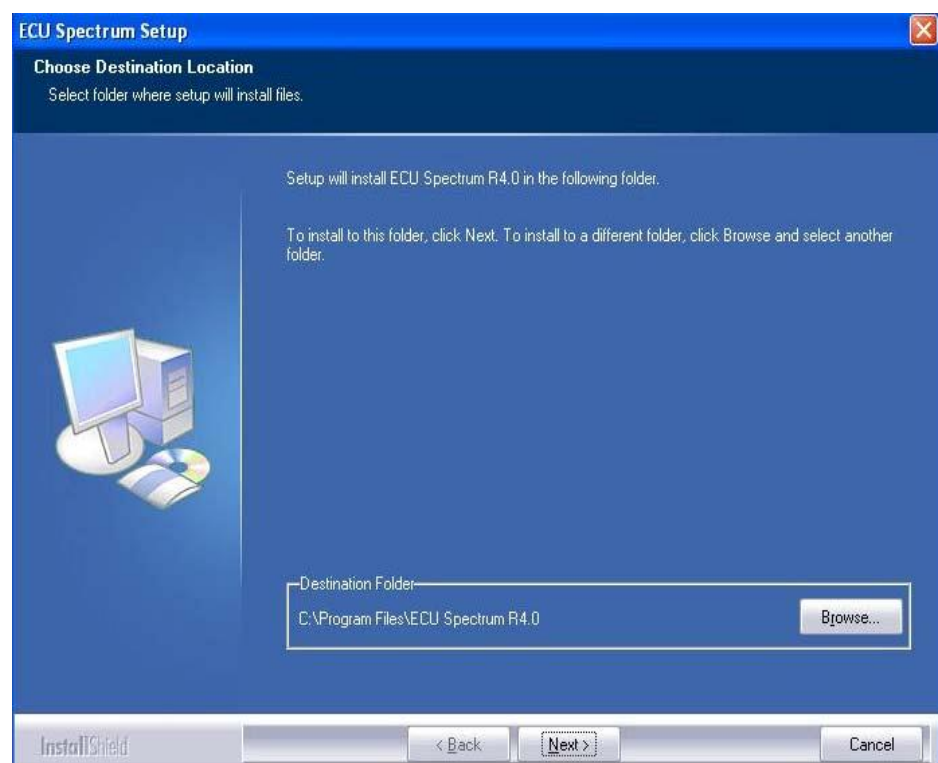 ECU Spectrum Setup
Choose Destination Location
Select folder where setup will install files.
Setup will install ECU Spectrum R4.0 in the following folder.
To install to this folder, click Next. To install to a different folder, click Browse and select another
folder.
Destination Folder
C:\Program Files\ECU Spectrum R4.0
Browse...
InstallShield
< Back
Next >
Cancel